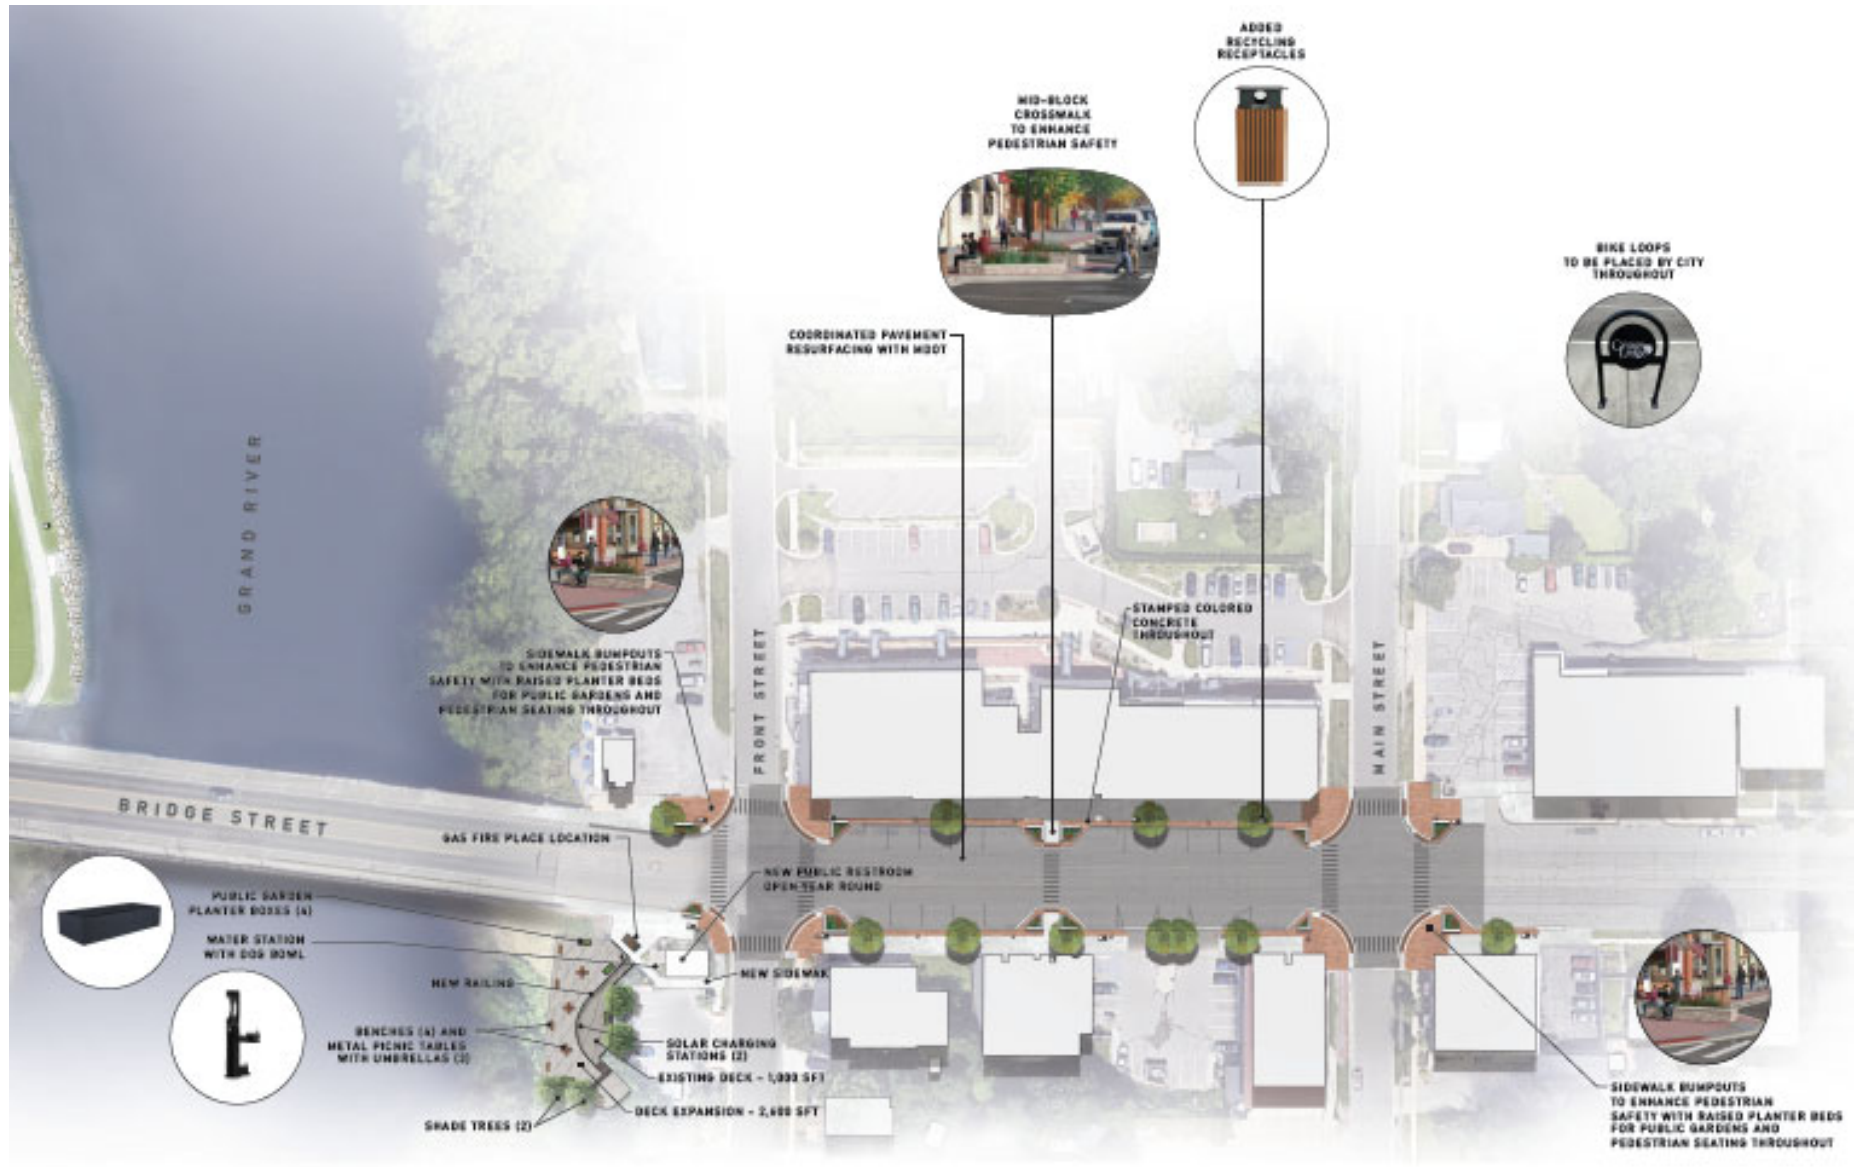 ADDED
RECYCLING
RECEPTACLES
MID-BLOCK
CROSSWALK
TO ENHANCE
PEDESTRIAN SAFETY
BIKE LOOPS
TO BE PLACED BY CITY
THROUGHOUT
COORDINATED PAVEMENT
RESURFACING WITH MDOT
GRAND RIVER
STAMPED COLORED
CONCRETE
THROUGHOUT
SIDEWALK BUMPOUTS
TO ENHANCE PEDESTRIAN
SAFETY WITH RAISED PLANTER BEDS
FOR PUBLIC GARDENS AND
PEDESTRIAN SEATING THROUGHOUT
FRONT STREET
MAIN STREET
BRIDGE STREET
GAS FIRE PLACE LOCATION
NEW PUBLIC RESTROOM
OPEN YEAR ROUND
PUBLIC GARDEN
PLANTER BOXES (4)
WATER STATION
WITH DOG BOWL
NEW RAILING
NEW SIDEWAK
BENCHES (4) AND
METAL PICNIC TABLES
WITH UMBRELLAS (3)
SOLAR CHARGING
STATIONS (2)
EXISTING DECK - 1,000 SFT
DECK EXPANSION - 2,600 SFT
SHADE TREES (2)
SIDEWALK BUMPOUTS
TO ENHANCE PEDESTRIAN
SAFETY WITH RAISED PLANTER BEDS
FOR PUBLIC GARDENS AND
PEDESTRIAN SEATING THROUGHOUT